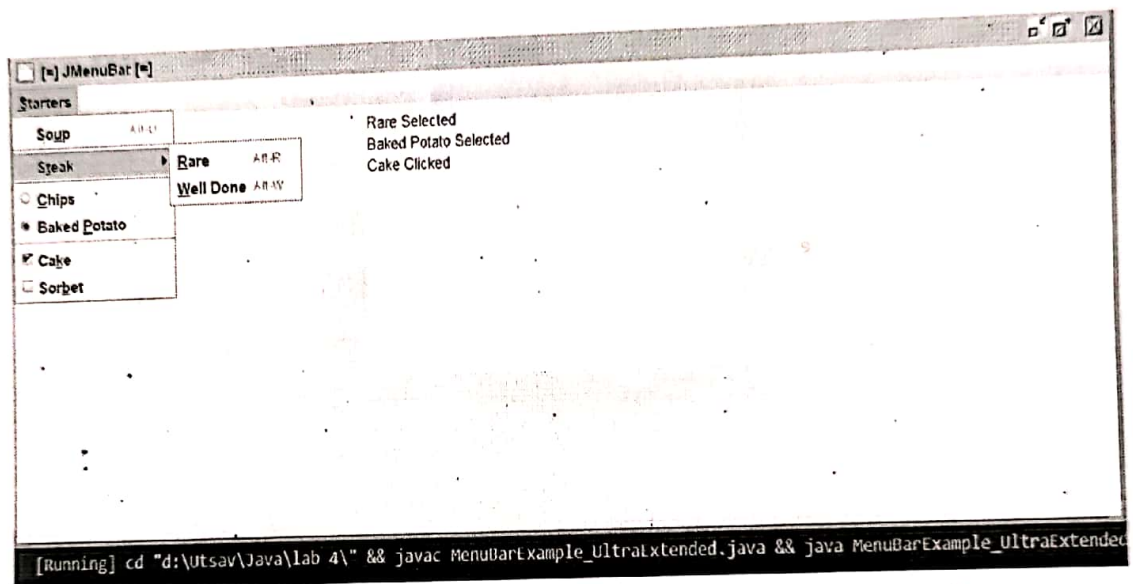 [=] JMenuBar [=]
Starters
Soup
Steak
Rare Alt-R
Well Done Alt-W
Chips
Baked Potato
Cake
Sorbet
Rare Selected
Baked Potato Selected
Cake Clicked
[Running] cd "d:\Utsav\Java\lab 4\" && javac MenuBarExample_UltraExtended.java && java MenuBarExample_UltraExtended